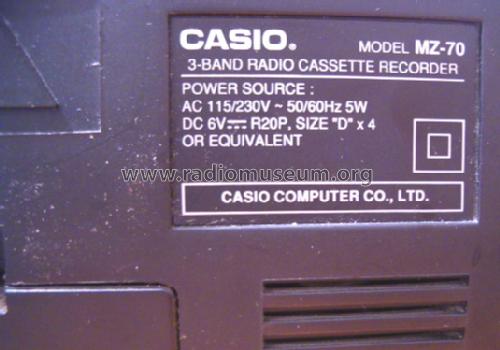 CASIO. MODEL MZ-70
3-BAND RADIO CASSETTE RECORDER
POWER SOURCE :
AC 115/230V ~ 50/60Hz 5W
DC 6V⎓ R20P, SIZE "D" x 4
OR EQUIVALENT
www.radiomuseum.org
CASIO COMPUTER CO., LTD.